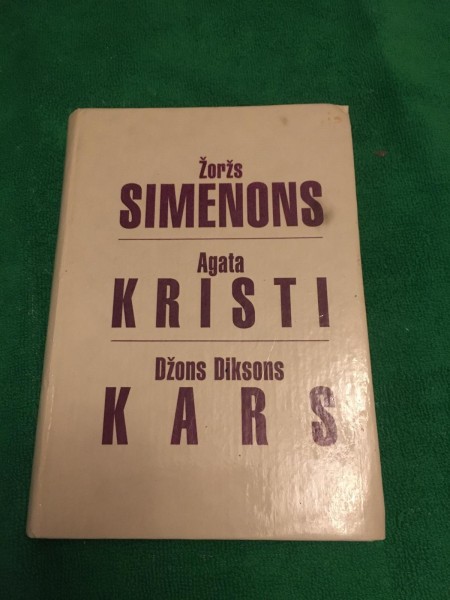 Žoržs
SIMENONS
Agata
KRISTI
Džons Diksons
KARS